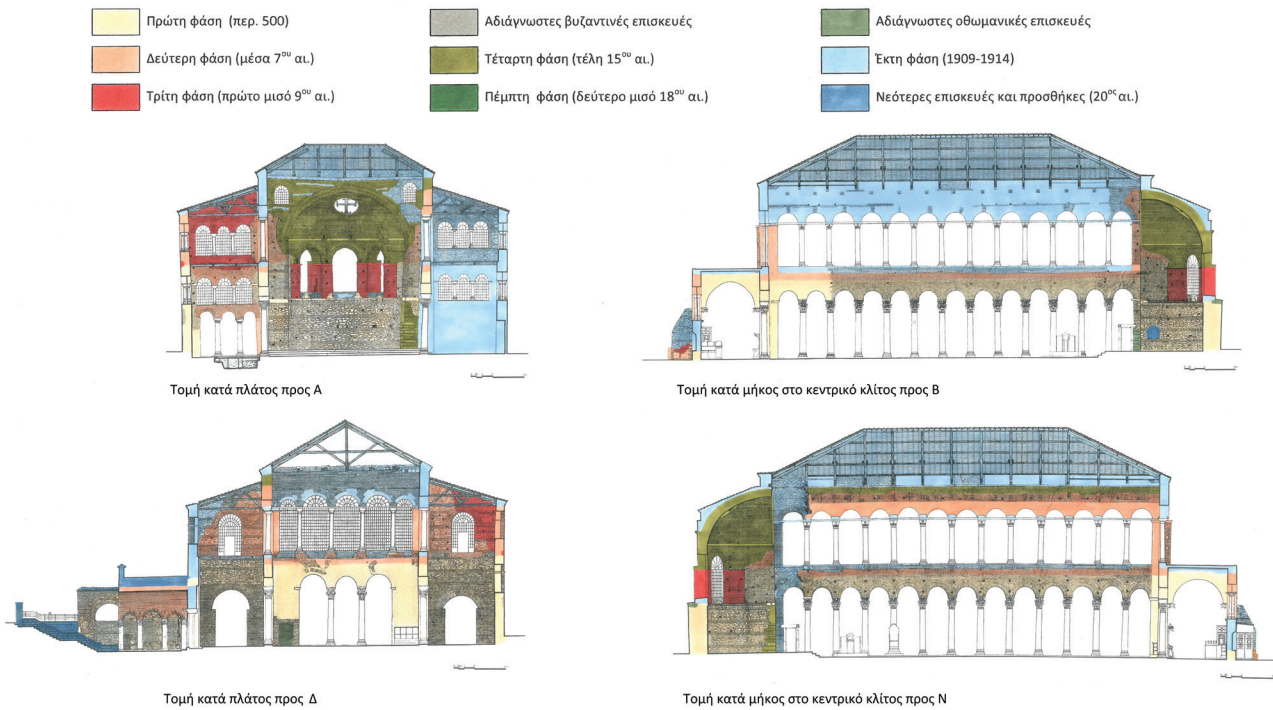 Πρώτη φάση (περ. 500)
Αδιάγνωστες βυζαντινές επισκευές
Αδιάγνωστες οθωμανικές επισκευές
Δεύτερη φάση (μέσα 7ου αι.)
Τέταρτη φάση (τέλη 15ου αι.)
Έκτη φάση (1909-1914)
Τρίτη φάση (πρώτο μισό 9ου αι.)
Πέμπτη φάση (δεύτερο μισό 18ου αι.)
Νεότερες επισκευές και προσθήκες (20ος αι.)
Τομή κατά πλάτος προς Α
Τομή κατά μήκος στο κεντρικό κλίτος προς Β
Τομή κατά πλάτος προς Δ
Τομή κατά μήκος στο κεντρικό κλίτος προς Ν